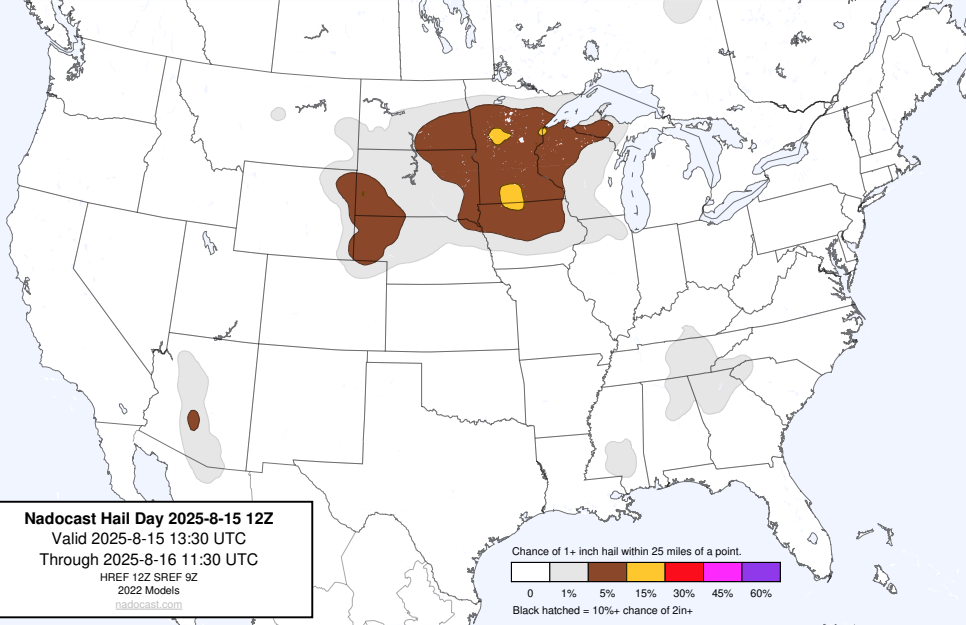 Nadocast Hail Day 2025-8-15 12Z
Valid 2025-8-15 13:30 UTC
Through 2025-8-16 11:30 UTC
HREF 12Z SREF 9Z
2022 Models
nadocast.com
Chance of 1+ inch hail within 25 miles of a point.
0 1% 5% 15% 30% 45% 60%
Black hatched = 10%+ chance of 2in+